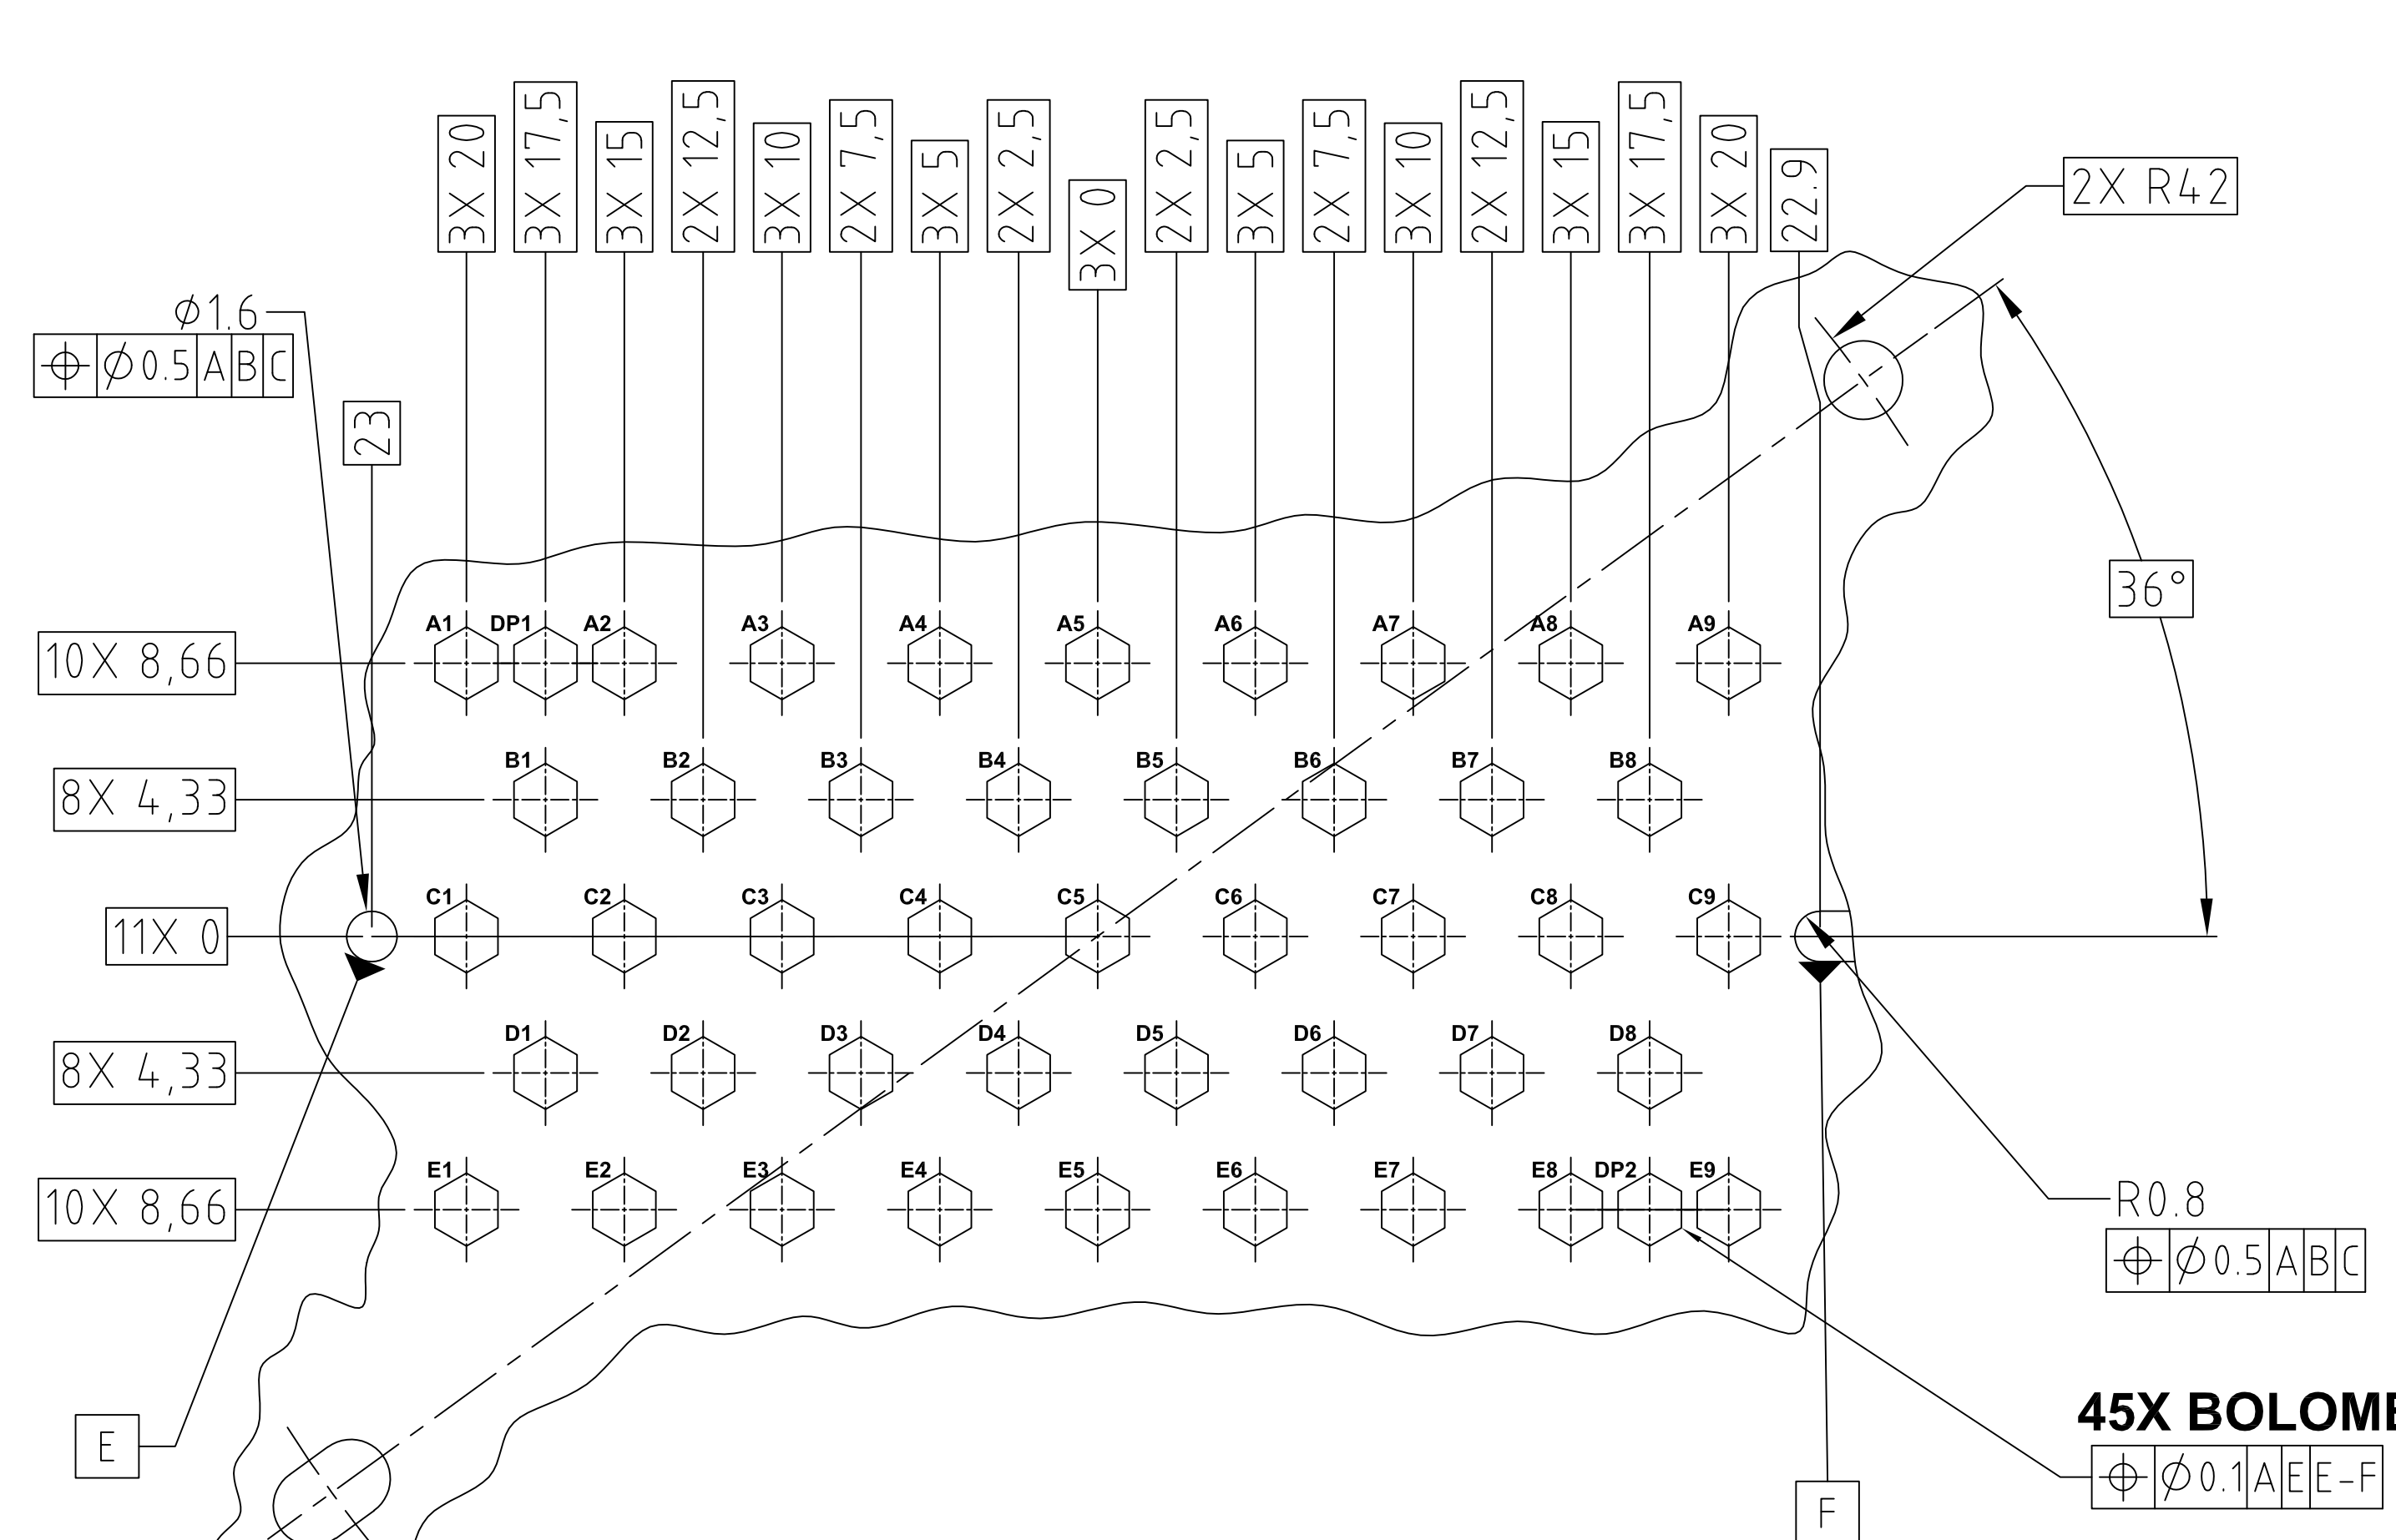 3X 20
3X 17,5
3X 15
2X 12,5
3X 10
2X 7,5
3X 5
2X 2,5
3X 0
2X 2,5
3X 5
2X 7,5
3X 10
2X 12,5
3X 15
3X 17,5
3X 20
22.9
2X R42
⌀1.6
⌖ ⌀0.5 A B C
23
36°
A1 DP1 A2 A3 A4 A5 A6 A7 A8 A9
10X 8,66
B1 B2 B3 B4 B5 B6 B7 B8
8X 4,33
C1 C2 C3 C4 C5 C6 C7 C8 C9
11X 0
D1 D2 D3 D4 D5 D6 D7 D8
8X 4,33
E1 E2 E3 E4 E5 E6 E7 E8 DP2 E9
10X 8,66
R0.8
⌖ ⌀0.5 A B C
45X BOLOME
⌖ ⌀0.1 A E E-F
E
F